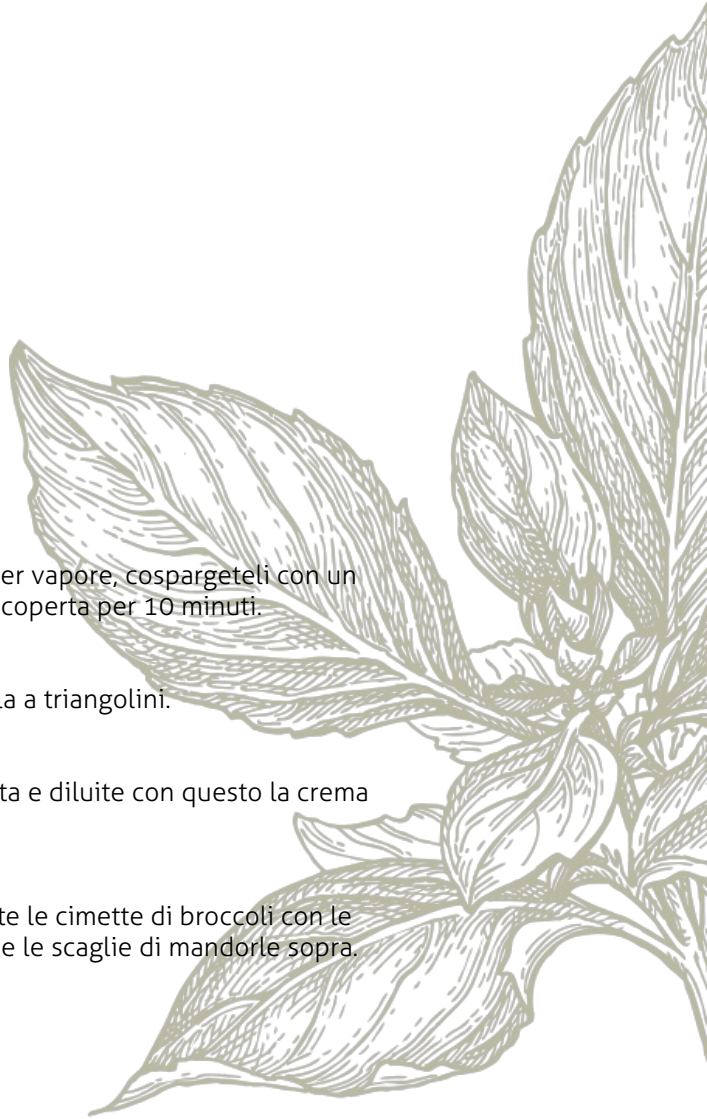 er vapore, cospargeteli con un
coperta per 10 minuti.
la a triangolini.
ta e diluite con questo la crema
te le cimette di broccoli con le
e le scaglie di mandorle sopra.